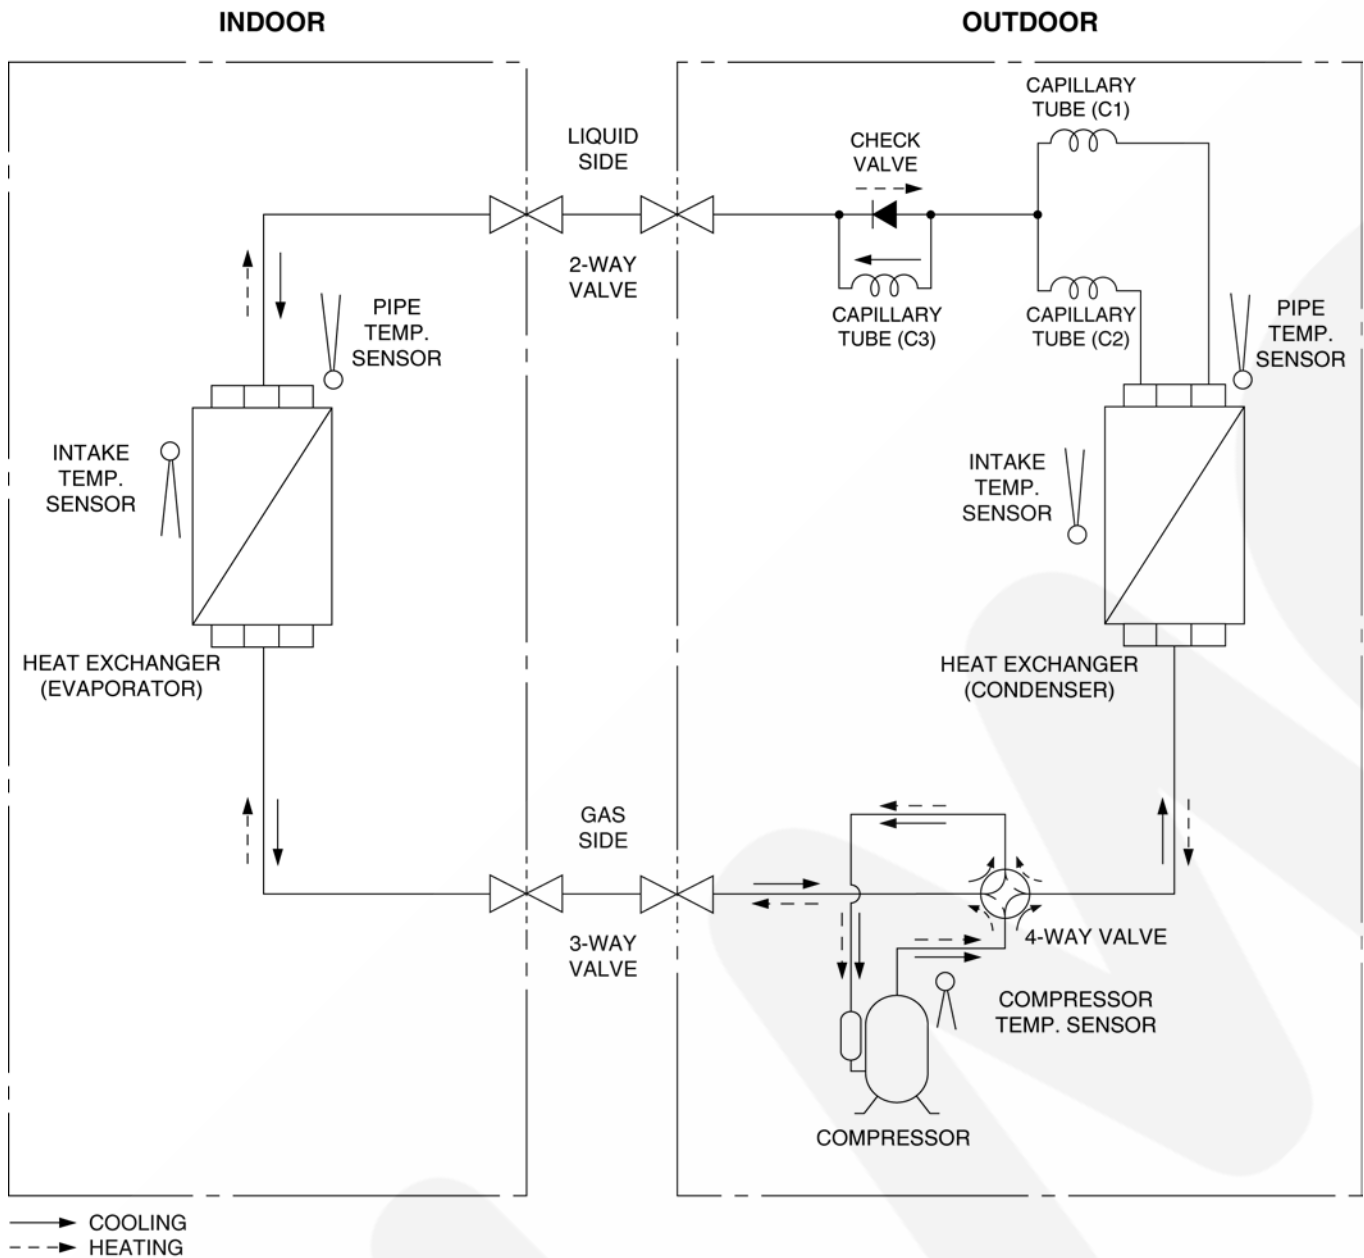 INDOOR
OUTDOOR
CAPILLARY
TUBE (C1)
LIQUID
SIDE
CHECK
VALVE
2-WAY
VALVE
PIPE
TEMP.
SENSOR
CAPILLARY
TUBE (C3)
CAPILLARY
TUBE (C2)
PIPE
TEMP.
SENSOR
INTAKE
TEMP.
SENSOR
INTAKE
TEMP.
SENSOR
HEAT EXCHANGER
(EVAPORATOR)
HEAT EXCHANGER
(CONDENSER)
GAS
SIDE
3-WAY
VALVE
4-WAY VALVE
COMPRESSOR
TEMP. SENSOR
COMPRESSOR
COOLING
HEATING